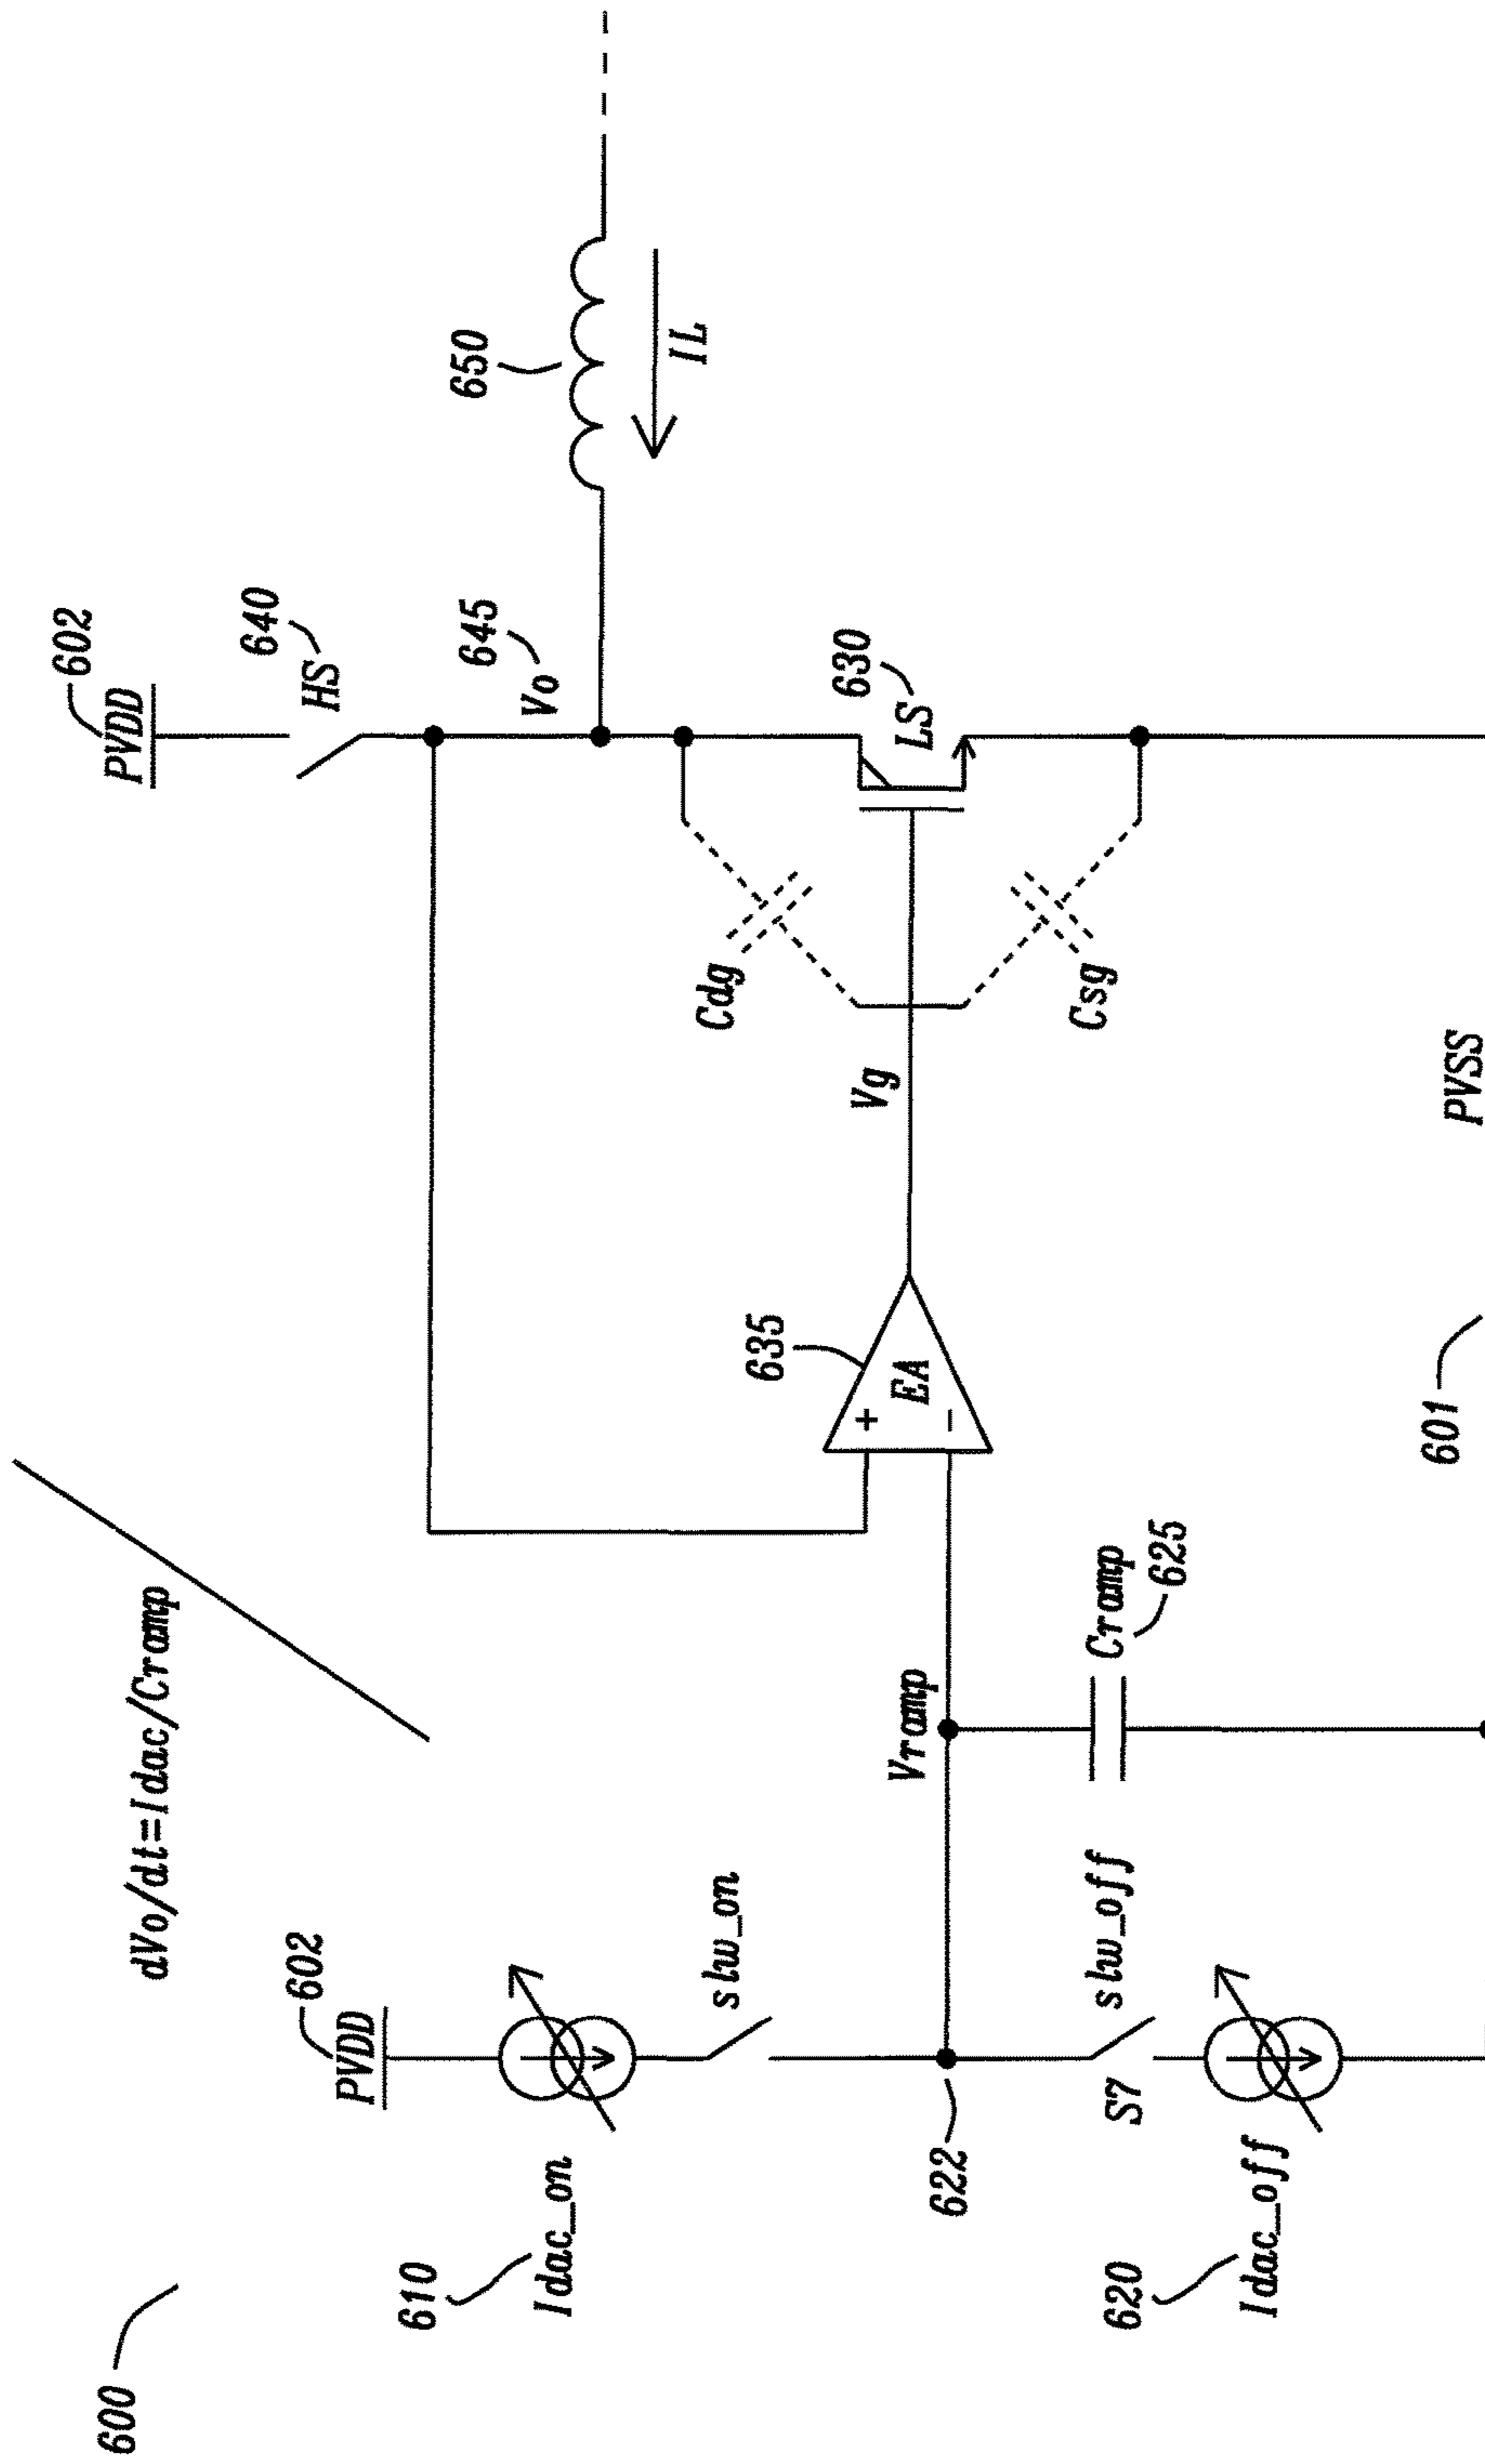 600
dVo/dt=Idac/Cramp
602
PVDD
610
Idac_on
slw_on
622
Vramp
S7
slw_off
620
Idac_off
Cramp
625
635
EA
+
−
Vg
Cdg
Csg
602
PVDD
640
HS
645
Vo
650
IL
630
LS
601
PVSS